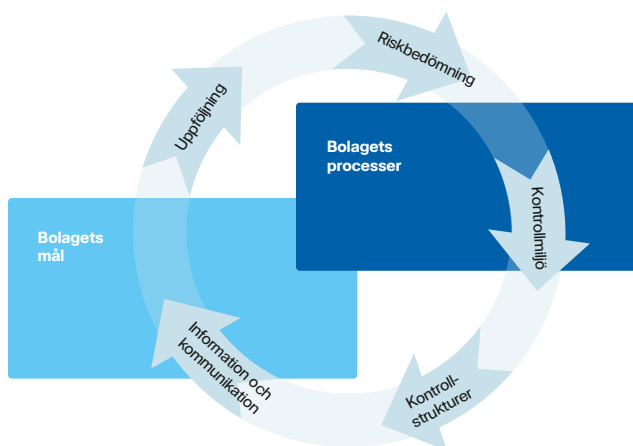 Riskbedömning
Uppföljning
Bolagets
processer
Kontrollmiljö
Bolagets
mål
Information och
kommunikation
Kontroll-
strukturer